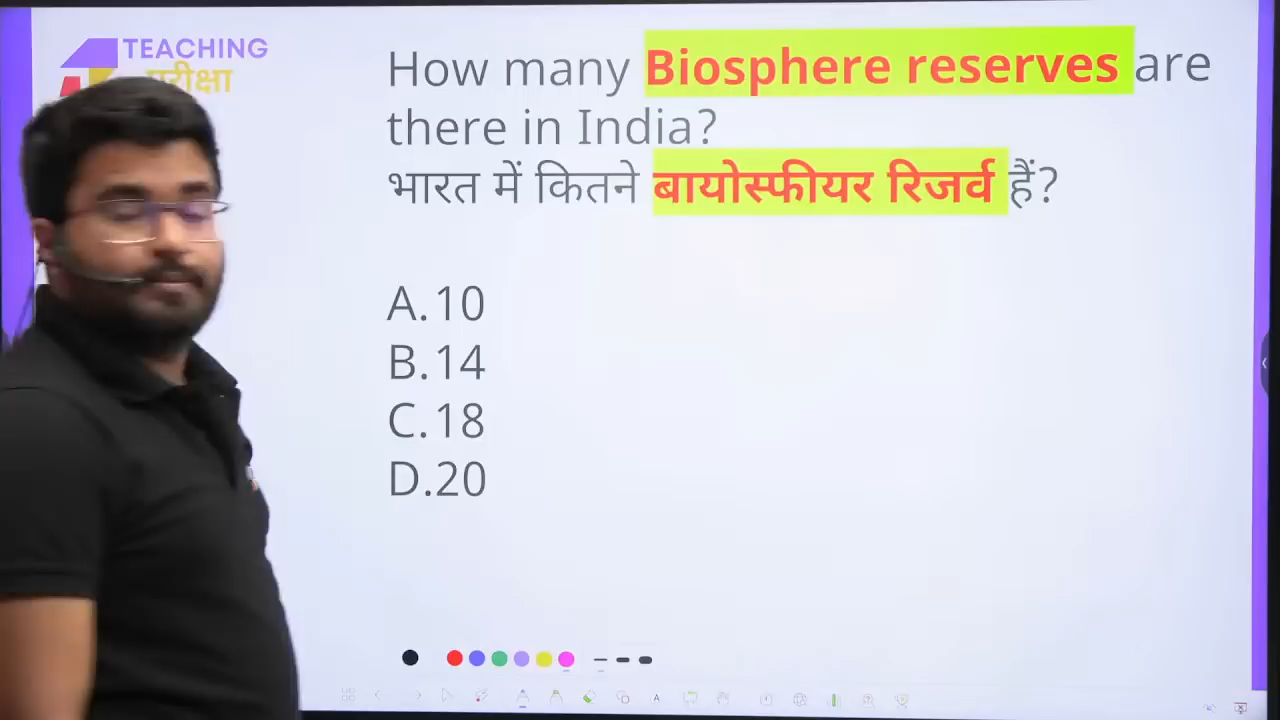 TEACHING
परीक्षा
How many Biosphere reserves are
there in India?
भारत में कितने बायोस्फीयर रिजर्व हैं?
A.10
B.14
C.18
D.20